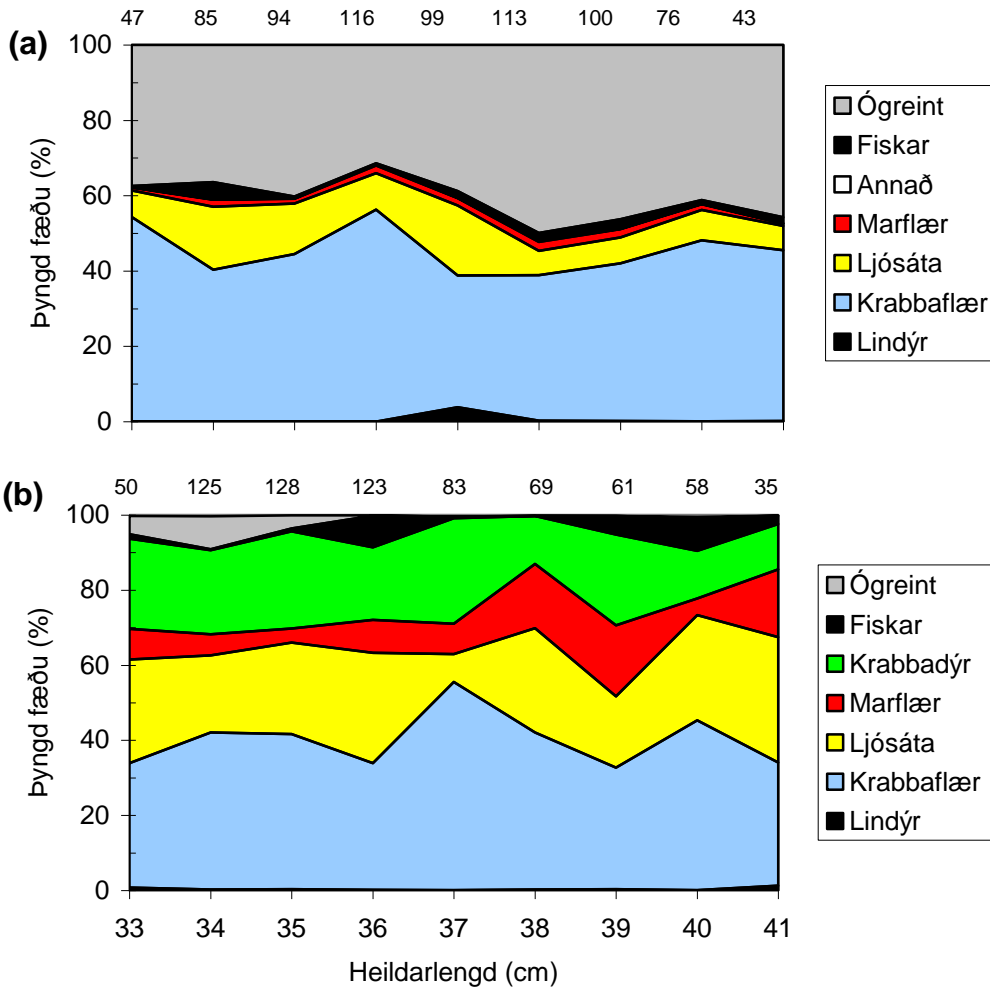 47 85 94 116 99 113 100 76 43
(a)
100
80
60
40
20
0
Þyngd fæðu (%)
Ógreint
Fiskar
Annað
Marflær
Ljósáta
Krabbaflær
Lindýr
50 125 128 123 83 69 61 58 35
(b)
100
80
60
40
20
0
Þyngd fæðu (%)
Ógreint
Fiskar
Krabbadýr
Marflær
Ljósáta
Krabbaflær
Lindýr
33 34 35 36 37 38 39 40 41
Heildarlengd (cm)